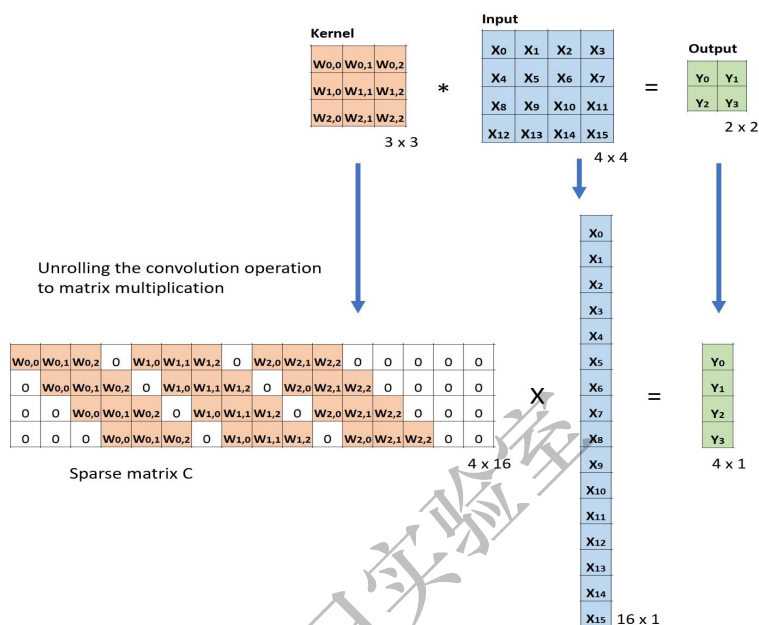 Kernel
W0,0 W0,1 W0,2
W1,0 W1,1 W1,2
W2,0 W2,1 W2,2
3 x 3
*
Input
X0 X1 X2 X3
X4 X5 X6 X7
X8 X9 X10 X11
X12 X13 X14 X15
4 x 4
=
Output
Y0 Y1
Y2 Y3
2 x 2
Unrolling the convolution operation
to matrix multiplication
W0,0 W0,1 W0,2 0 W1,0 W1,1 W1,2 0 W2,0 W2,1 W2,2 0 0 0 0 0
0 W0,0 W0,1 W0,2 0 W1,0 W1,1 W1,2 0 W2,0 W2,1 W2,2 0 0 0 0
0 0 W0,0 W0,1 W0,2 0 W1,0 W1,1 W1,2 0 W2,0 W2,1 W2,2 0 0 0
0 0 0 W0,0 W0,1 W0,2 0 W1,0 W1,1 W1,2 0 W2,0 W2,1 W2,2 0 0
Sparse matrix C
4 x 16
X
X0
X1
X2
X3
X4
X5
X6
X7
X8
X9
X10
X11
X12
X13
X14
X15
16 x 1
=
Y0
Y1
Y2
Y3
4 x 1
实验室